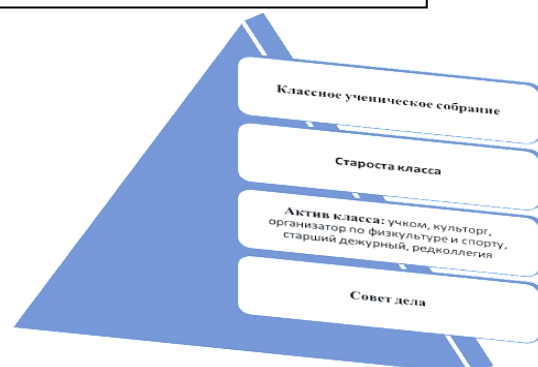 Классное ученическое собрание
Староста класса
Актив класса: учком, культорг,
организатор по физкультуре и спорту,
старший дежурный, редколлегия
Совет дела